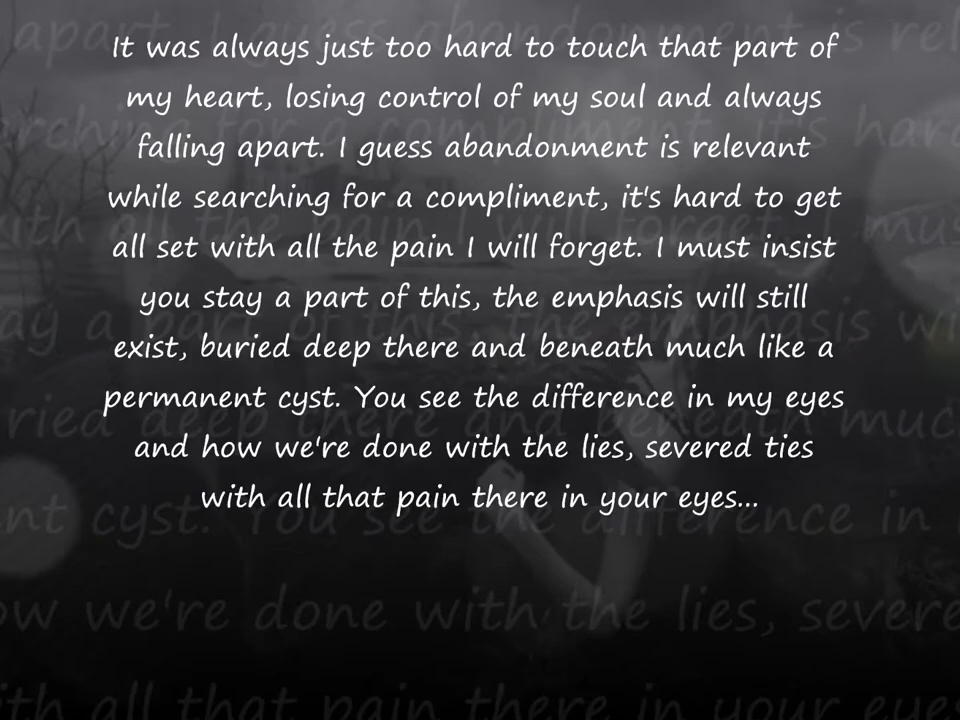 It was always just too hard to touch that part of
my heart, losing control of my soul and always
falling apart. I guess abandonment is relevant
while searching for a compliment, it's hard to get
all set with all the pain I will forget. I must insist
you stay a part of this, the emphasis will still
exist, buried deep there and beneath much like a
permanent cyst. You see the difference in my eyes
and how we're done with the lies, severed ties
with all that pain there in your eyes...